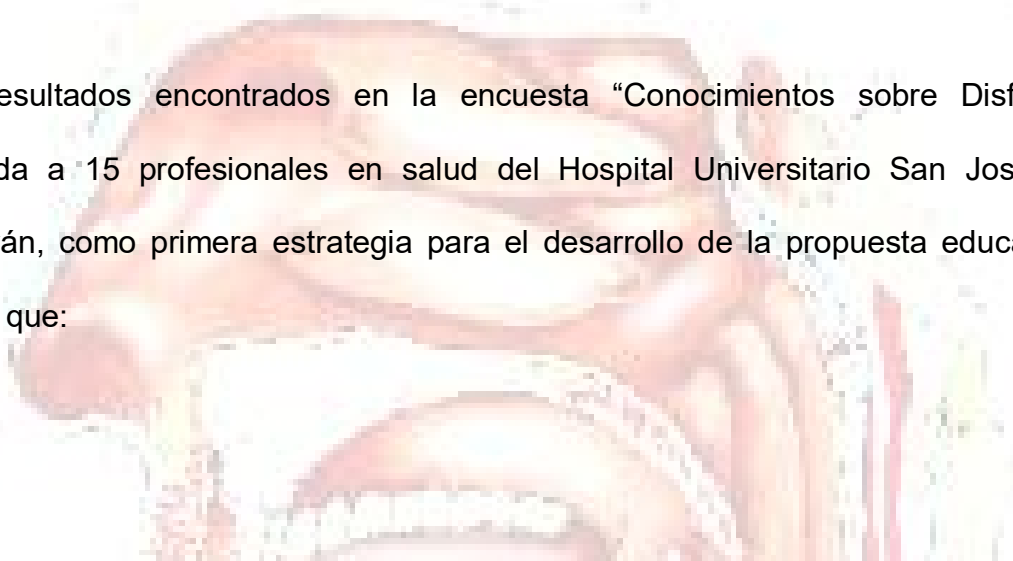 esultados encontrados en la encuesta “Conocimientos sobre Disf
da a 15 profesionales en salud del Hospital Universitario San Jos
án, como primera estrategia para el desarrollo de la propuesta educa
que: